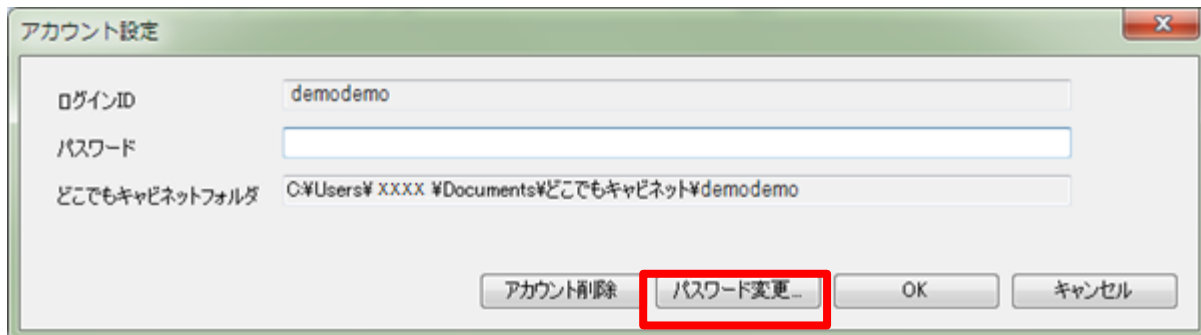 アカウント設定
ログインID demodemo
パスワード
どこでもキャビネットフォルダ C:¥Users¥ XXXX ¥Documents¥どこでもキャビネット¥demodemo
アカウント削除 パスワード変更... OK キャンセル